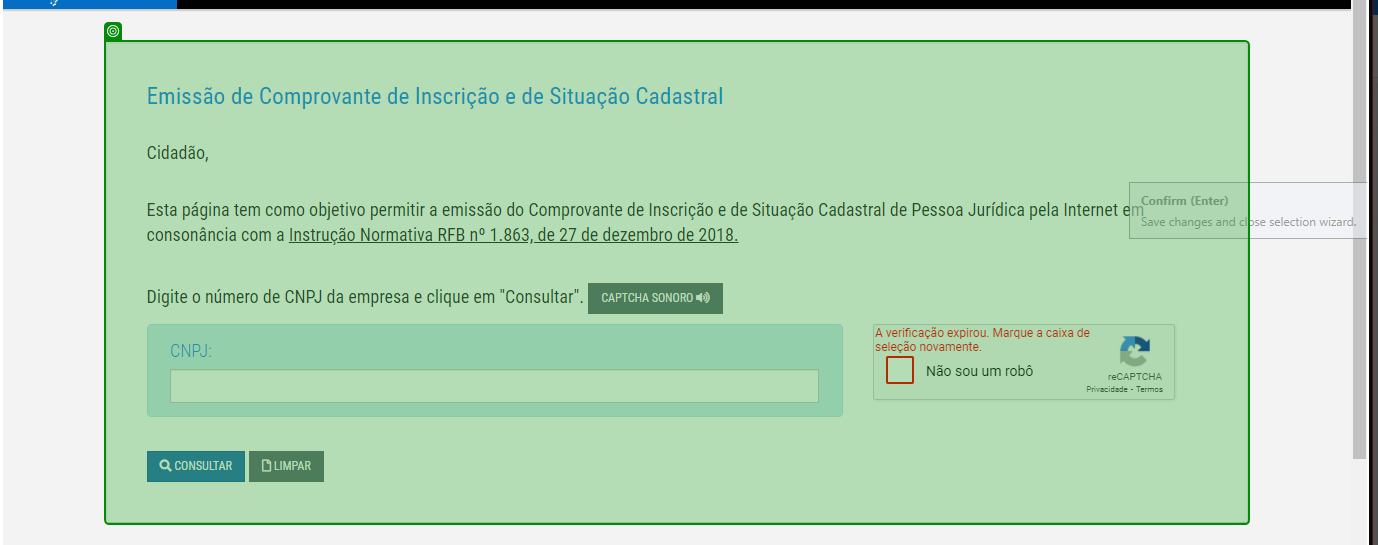 Emissão de Comprovante de Inscrição e de Situação Cadastral
Cidadão,
Esta página tem como objetivo permitir a emissão do Comprovante de Inscrição e de Situação Cadastral de Pessoa Jurídica pela Internet em
consonância com a Instrução Normativa RFB nº 1.863, de 27 de dezembro de 2018.
Confirm (Enter)
Save changes and close selection wizard.
Digite o número de CNPJ da empresa e clique em "Consultar". CAPTCHA SONORO
CNPJ:
A verificação expirou. Marque a caixa de
seleção novamente.
Não sou um robô
reCAPTCHA
Privacidade - Termos
CONSULTAR LIMPAR